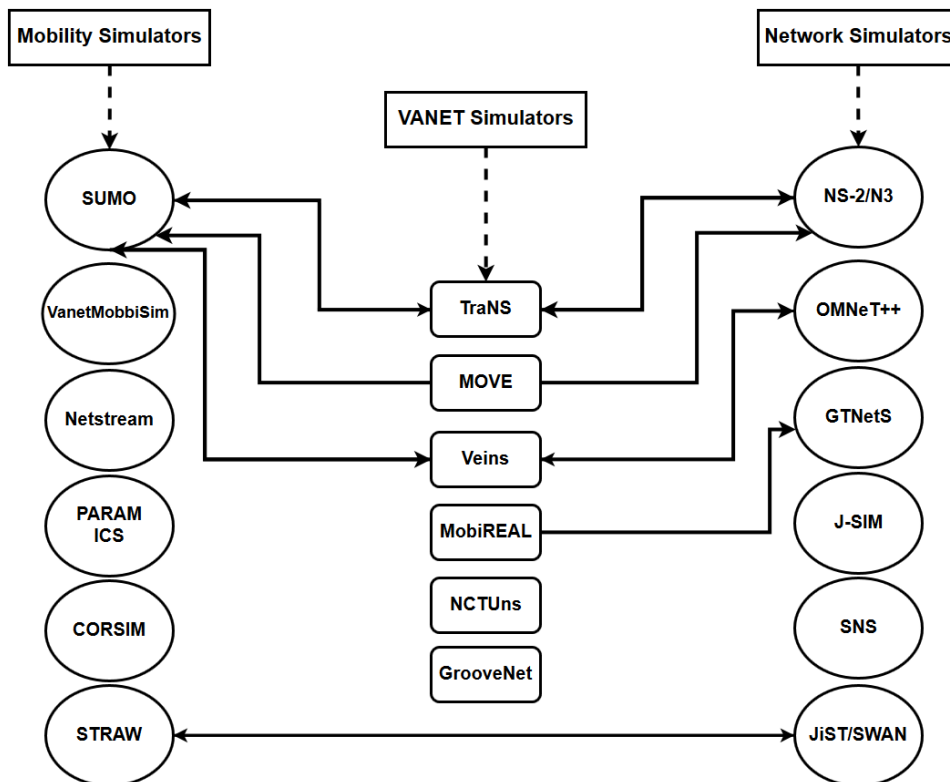 Mobility Simulators
Network Simulators
VANET Simulators
SUMO
VanetMobbiSim
Netstream
PARAM
ICS
CORSIM
STRAW
TraNS
MOVE
Veins
MobiREAL
NCTUns
GrooveNet
NS-2/N3
OMNeT++
GTNetS
J-SIM
SNS
JiST/SWAN